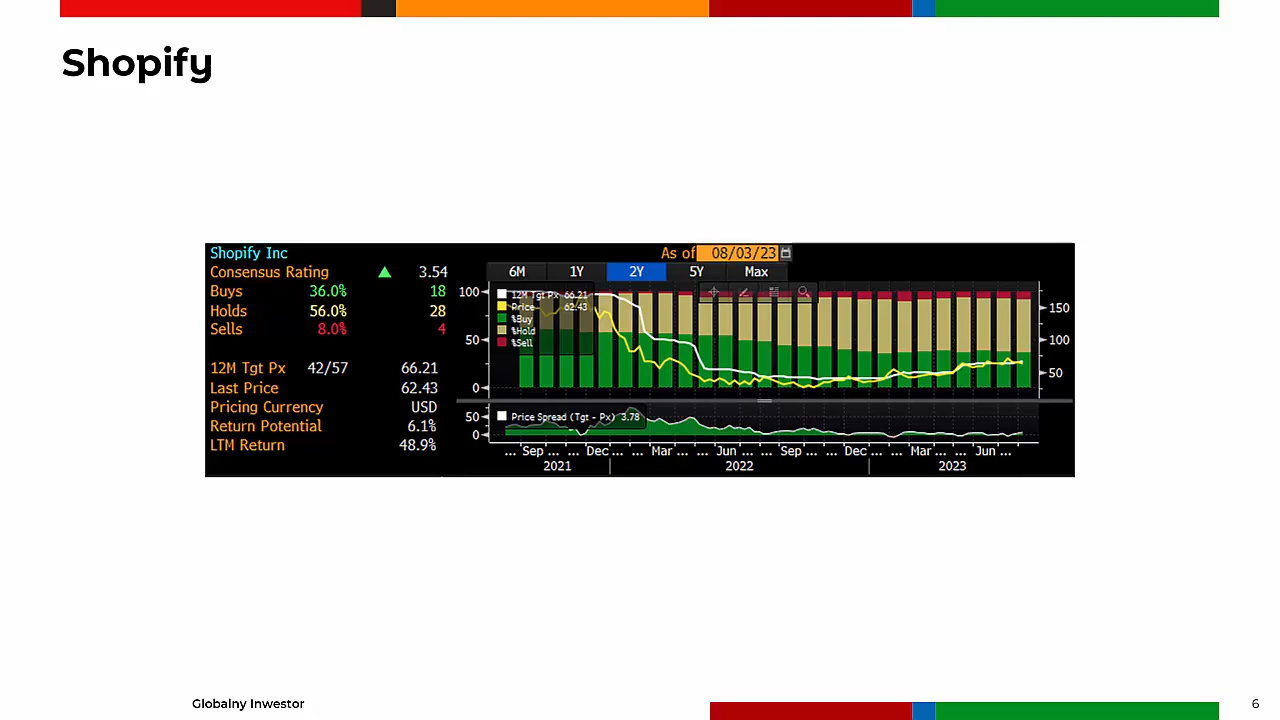 Shopify
Shopify Inc
As of 08/03/23
Consensus Rating ▲ 3.54
Buys 36.0% 18
Holds 56.0% 28
Sells 8.0% 4
12M Tgt Px 42/57 66.21
Last Price 62.43
Pricing Currency USD
Return Potential 6.1%
LTM Return 48.9%
6M 1Y 2Y 5Y Max
12M Tgt Px 66.21
Price 62.43
%Buy
%Hold
%Sell
100
50
0
150
100
50
Price Spread (Tgt - Px) 3.78
50
0
... Sep ... ... Dec ... ... Mar ... ... Jun ... ... Sep ... ... Dec ... ... Mar ... ... Jun ...
2021 2022 2023
Globalny Inwestor
6